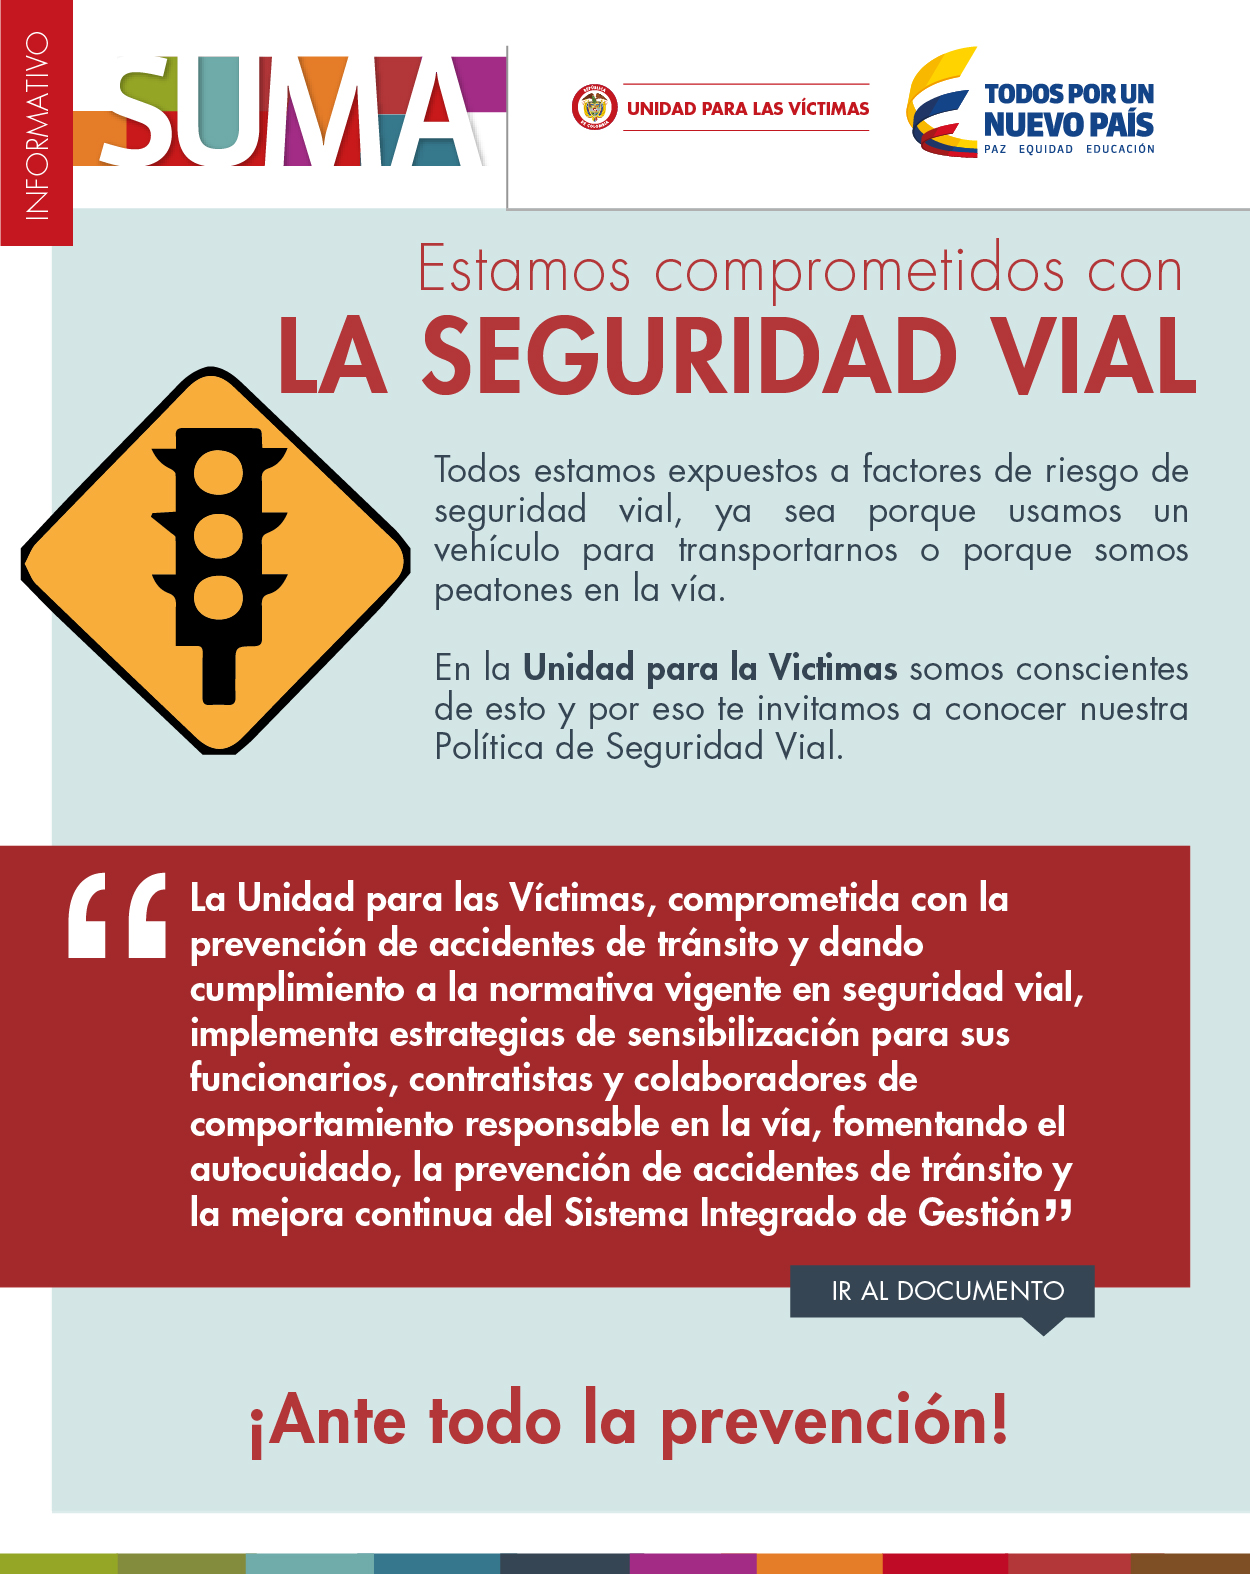 INFORMATIVO
SUMA
REPÚBLICA
DE COLOMBIA
UNIDAD PARA LAS VÍCTIMAS
TODOS POR UN
NUEVO PAÍS
PAZ EQUIDAD EDUCACIÓN
Estamos comprometidos con
LA SEGURIDAD VIAL
Todos estamos expuestos a factores de riesgo de
seguridad vial, ya sea porque usamos un
vehículo para transportarnos o porque somos
peatones en la vía.
En la Unidad para la Victimas somos conscientes
de esto y por eso te invitamos a conocer nuestra
Política de Seguridad Vial.
“La Unidad para las Víctimas, comprometida con la
prevención de accidentes de tránsito y dando
cumplimiento a la normativa vigente en seguridad vial,
implementa estrategias de sensibilización para sus
funcionarios, contratistas y colaboradores de
comportamiento responsable en la vía, fomentando el
autocuidado, la prevención de accidentes de tránsito y
la mejora continua del Sistema Integrado de Gestión”
IR AL DOCUMENTO
¡Ante todo la prevención!